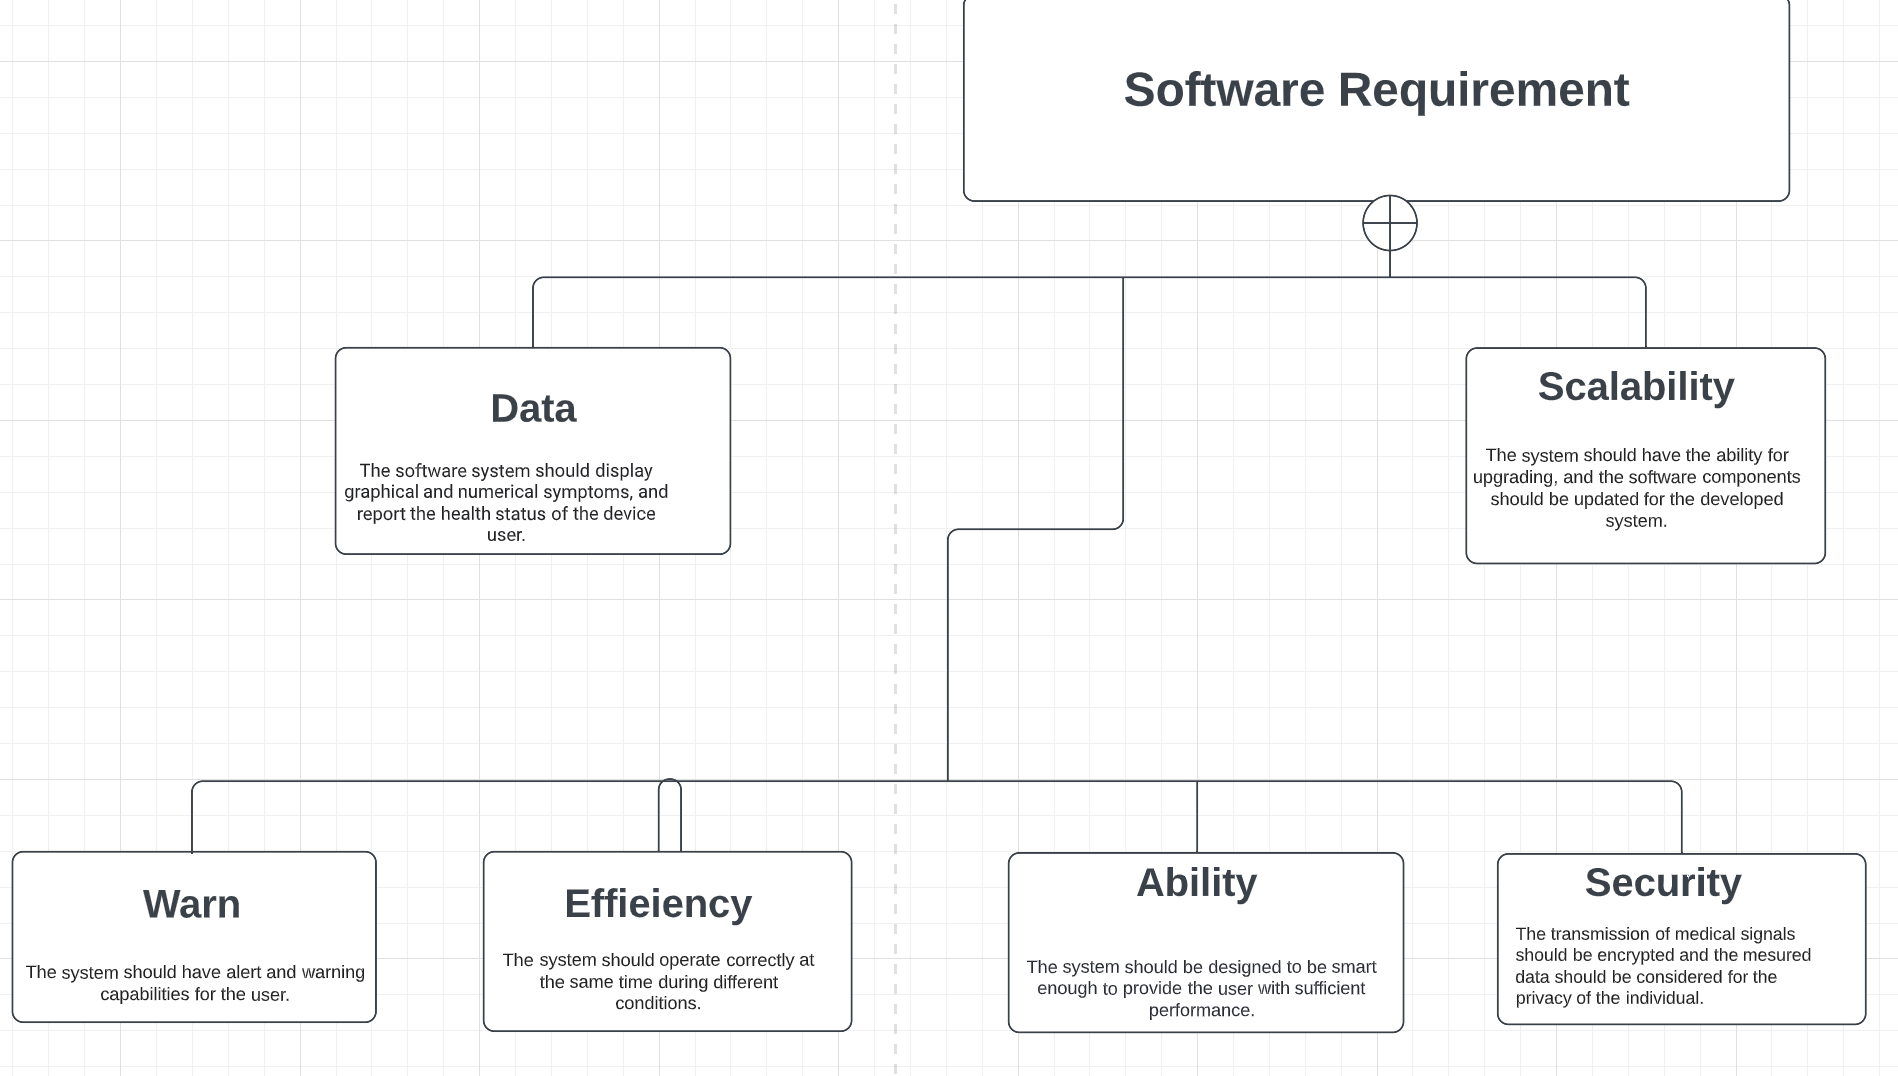 Software Requirement
Data
The software system should display
graphical and numerical symptoms, and
report the health status of the device
user.
Scalability
The system should have the ability for
upgrading, and the software components
should be updated for the developed
system.
Warn
The system should have alert and warning
capabilities for the user.
Effieiency
The system should operate correctly at
the same time during different
conditions.
Ability
The system should be designed to be smart
enough to provide the user with sufficient
performance.
Security
The transmission of medical signals
should be encrypted and the mesured
data should be considered for the
privacy of the individual.